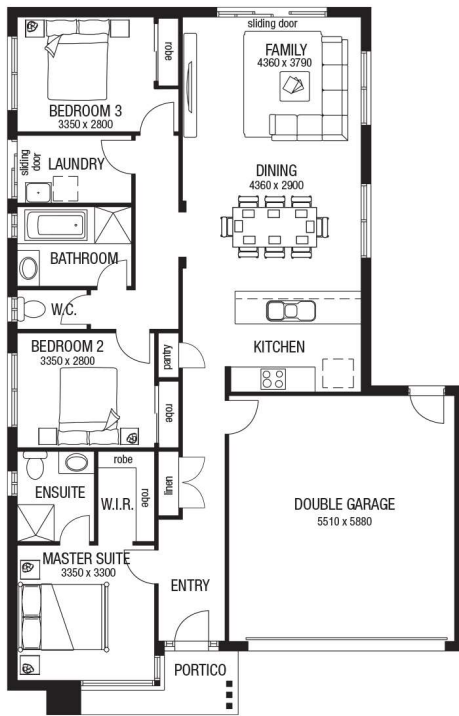 sliding door
robe
FAMILY
4360 x 3790
BEDROOM 3
3350 x 2800
sliding
door
LAUNDRY
DINING
4360 x 2900
BATHROOM
W.C.
BEDROOM 2
3350 x 2800
pantry
KITCHEN
robe
robe
ENSUITE
W.I.R.
robe
linen
DOUBLE GARAGE
5510 x 5880
MASTER SUITE
3350 x 3300
ENTRY
PORTICO